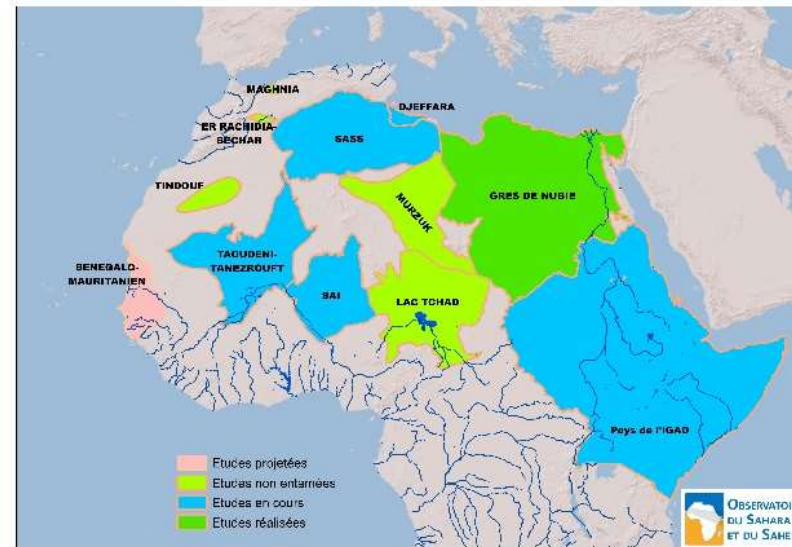 MAGHNIA
DJEFFARA
ER RACHIDIA-
BECHAR
SASS
TINDOUF
MURZUK
GRES DE NUBIE
BENEGALO-
MAURITANIEN
TAOUDENI-
TANEZROUFT
SAI
LAC TCHAD
Pays de l'IGAD
Etudes projetées
Etudes non entamées
Etudes en cours
Etudes réalisées
OBSERVATOI
DU SAHARA
ET DU SAHE